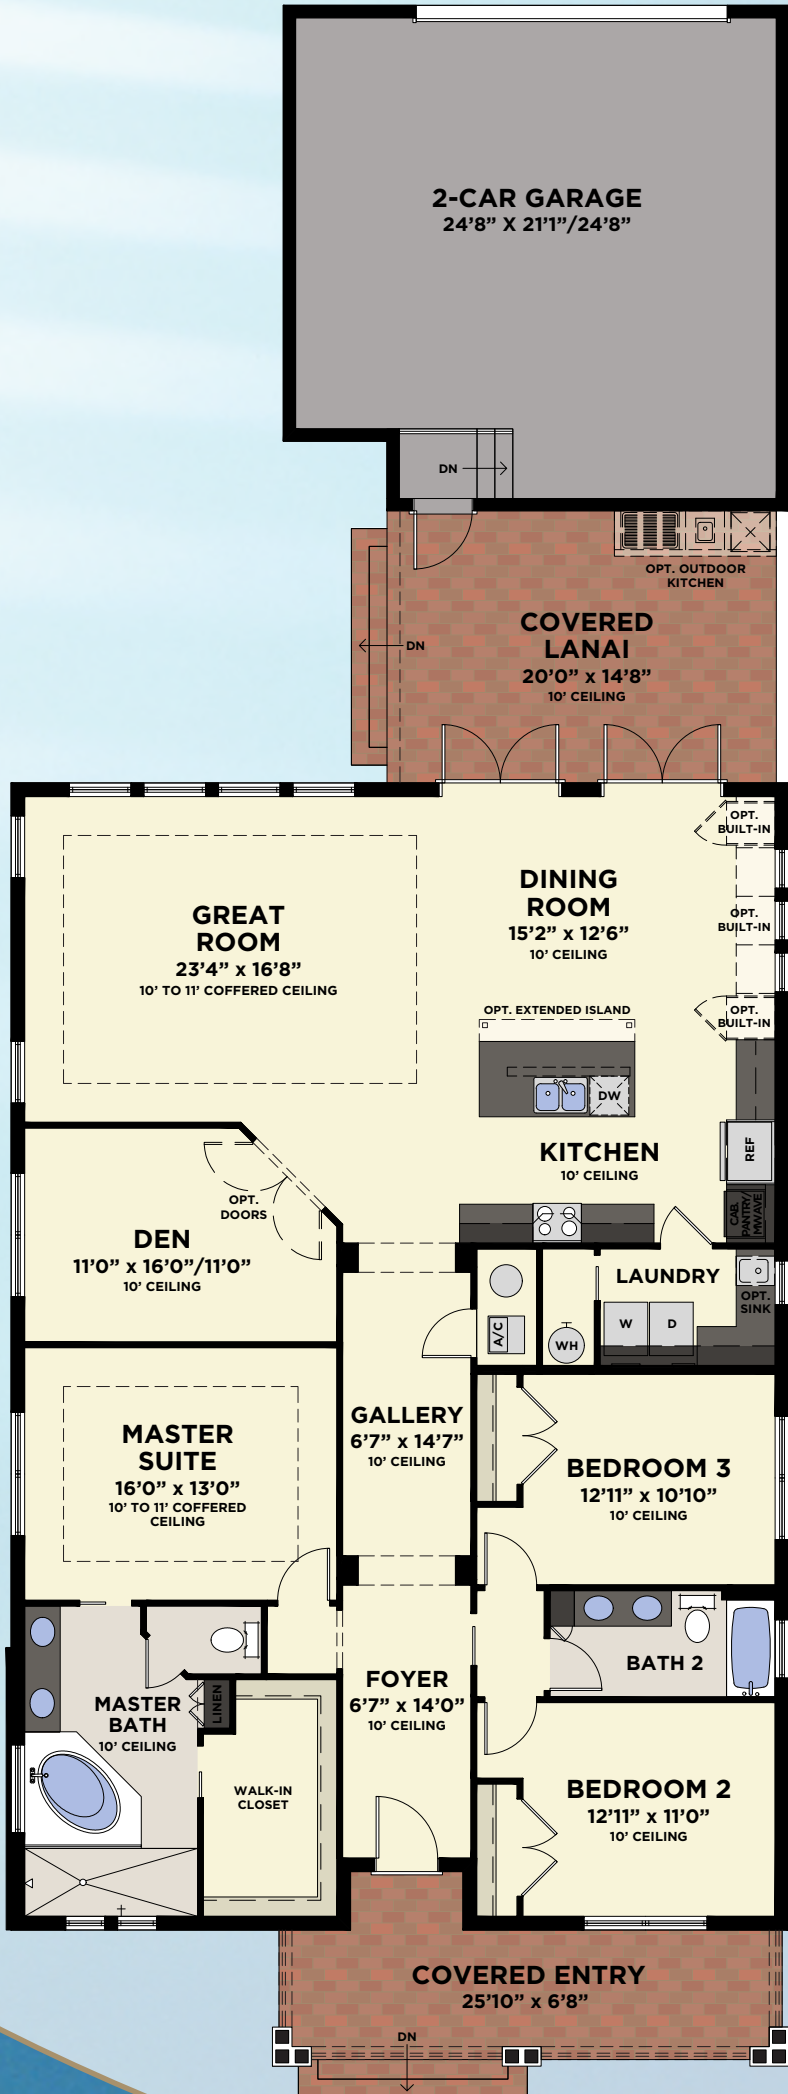 2-CAR GARAGE
24'8" X 21'1"/24'8"
DN
OPT. OUTDOOR
KITCHEN
COVERED
LANAI
20'0" x 14'8"
10' CEILING
DN
OPT.
BUILT-IN
DINING
ROOM
15'2" x 12'6"
10' CEILING
GREAT
ROOM
23'4" x 16'8"
10' TO 11' COFFERED CEILING
OPT.
BUILT-IN
OPT. EXTENDED ISLAND
OPT.
BUILT-IN
DW
KITCHEN
10' CEILING
REF
CAB.
PANTRY/
MWAVE
OPT.
DOORS
DEN
11'0" x 16'0"/11'0"
10' CEILING
LAUNDRY
OPT.
SINK
W
D
A/C
WH
GALLERY
6'7" x 14'7"
10' CEILING
MASTER
SUITE
16'0" x 13'0"
10' TO 11' COFFERED
CEILING
BEDROOM 3
12'11" x 10'10"
10' CEILING
BATH 2
FOYER
6'7" x 14'0"
10' CEILING
LINEN
MASTER
BATH
10' CEILING
WALK-IN
CLOSET
BEDROOM 2
12'11" x 11'0"
10' CEILING
COVERED ENTRY
25'10" x 6'8"
DN